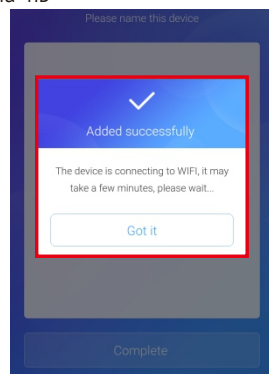 Please name this device
Added successfully
The device is connecting to WIFI, it may
take a few minutes, please wait...
Got it
Complete